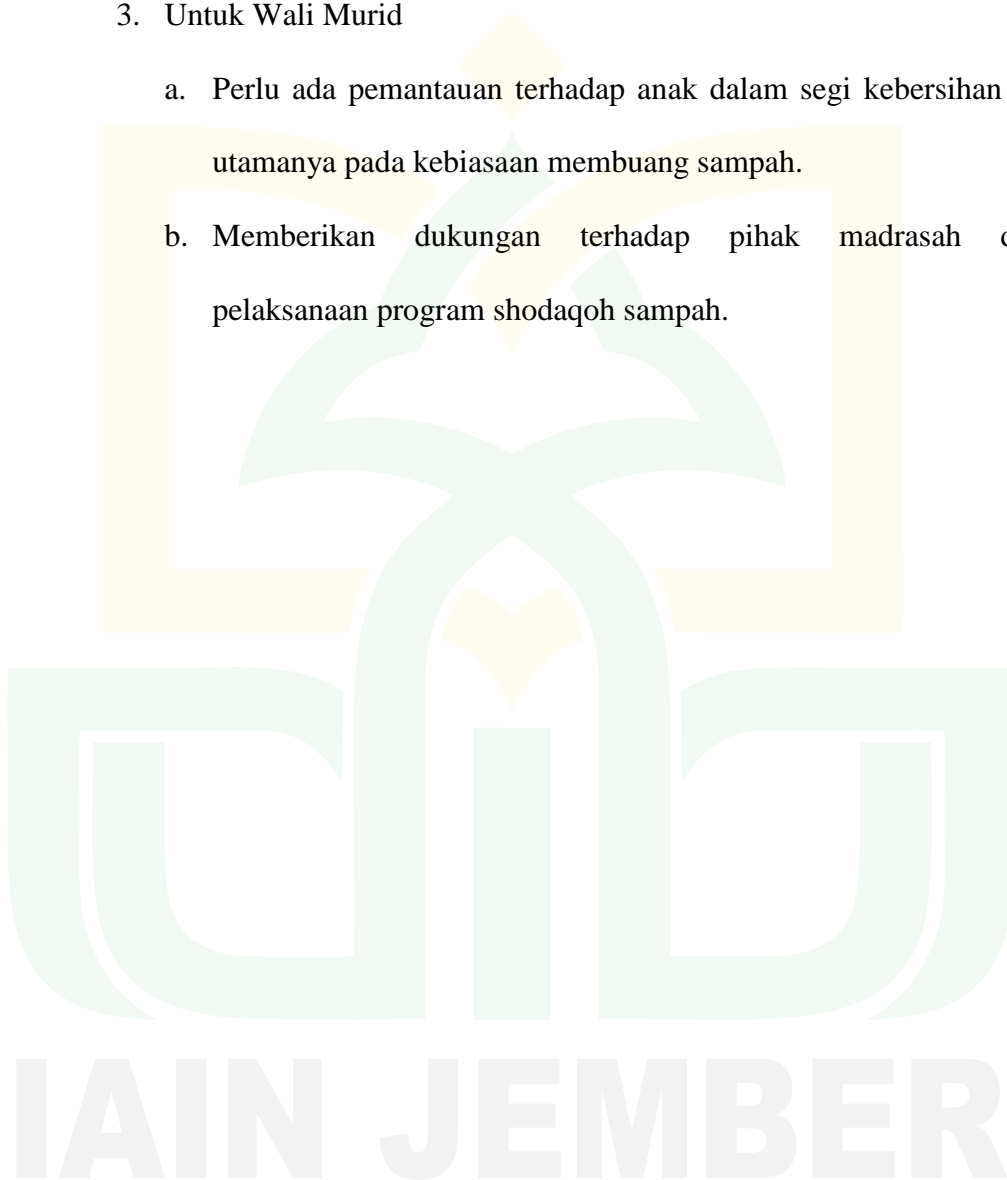 3. Untuk Wali Murid
a. Perlu ada pemantauan terhadap anak dalam segi kebersihan
utamanya pada kebiasaan membuang sampah.
b. Memberikan dukungan terhadap pihak madrasah
pelaksanaan program shodaqoh sampah.
IAIN JEMBER